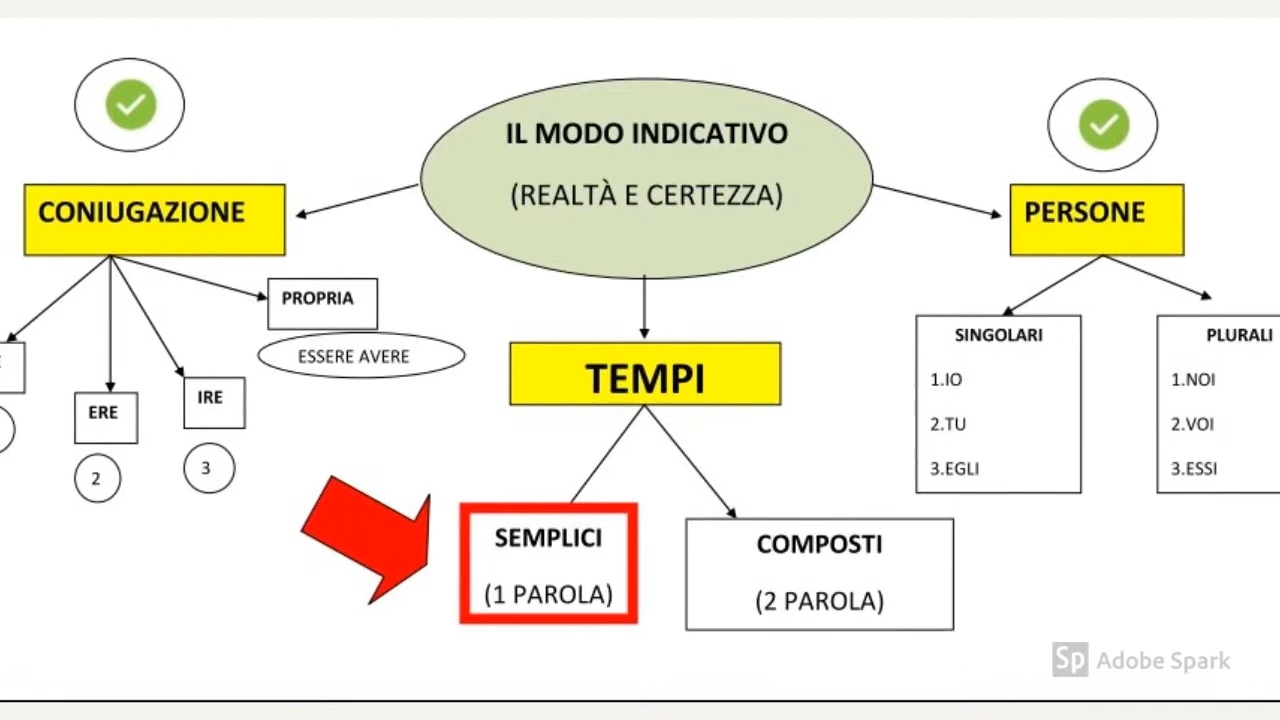 IL MODO INDICATIVO
(REALTÀ E CERTEZZA)
CONIUGAZIONE
PERSONE
PROPRIA
ESSERE AVERE
ERE
2
IRE
3
TEMPI
SINGOLARI
1.IO
2.TU
3.EGLI
PLURALI
1.NOI
2.VOI
3.ESSI
SEMPLICI
(1 PAROLA)
COMPOSTI
(2 PAROLA)
Sp Adobe Spark